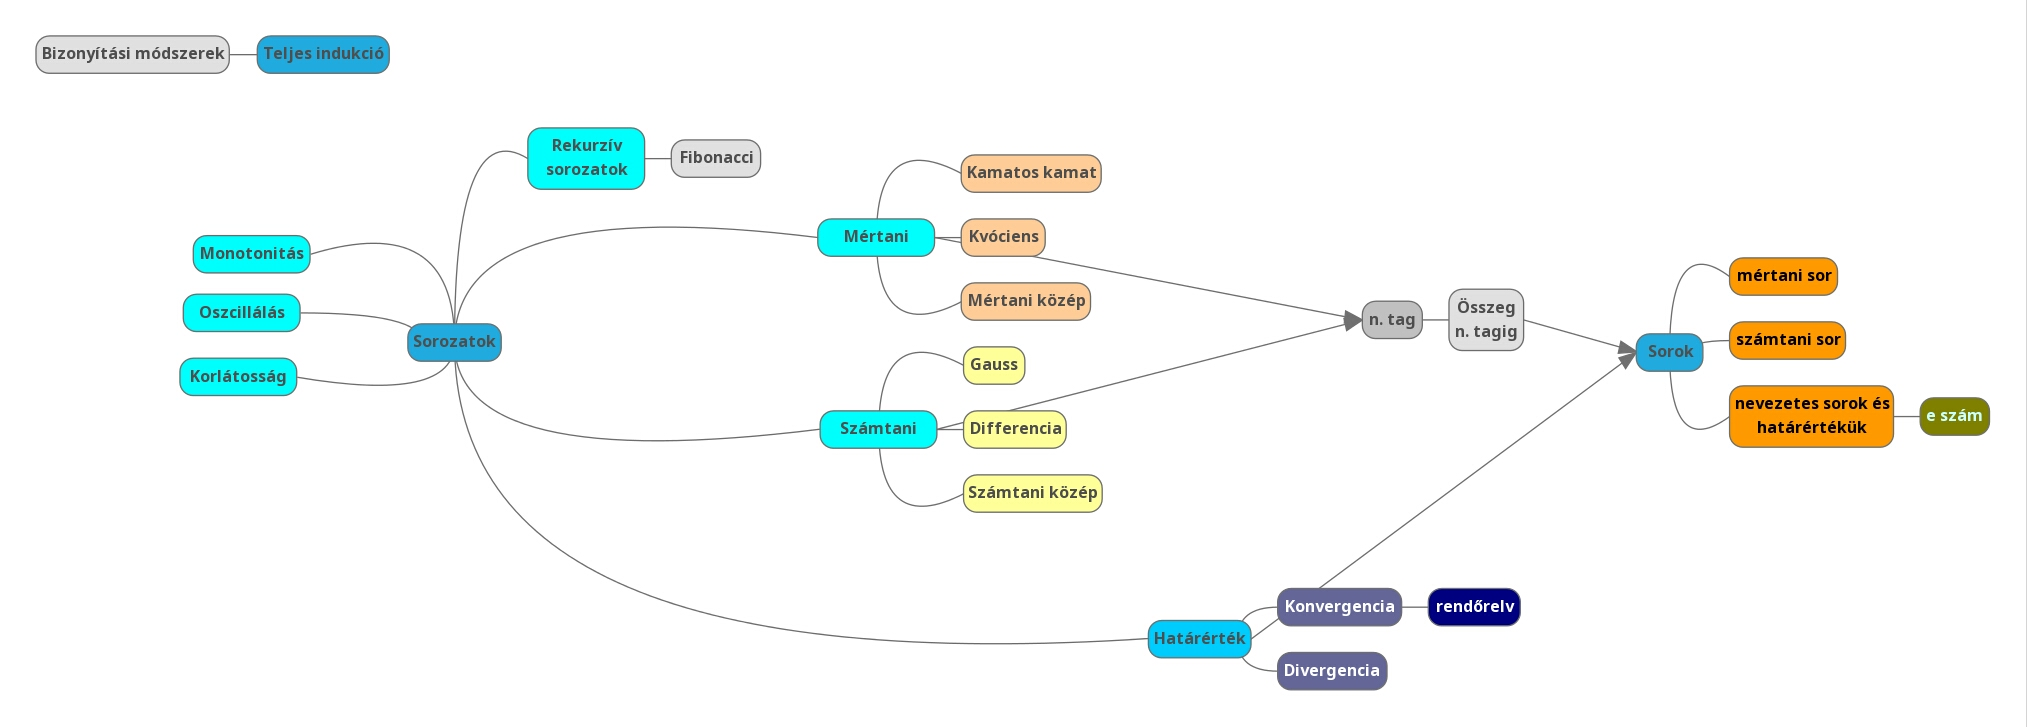 Bizonyítási módszerek
Teljes indukció
Rekurzív
sorozatok
Fibonacci
Monotonitás
Oszcillálás
Korlátosság
Sorozatok
Mértani
Kamatos kamat
Kvóciens
Mértani közép
Számtani
Gauss
Differencia
Számtani közép
n. tag
Összeg
n. tagig
Sorok
mértani sor
számtani sor
nevezetes sorok és
határértékük
e szám
Határérték
Konvergencia
rendőrelv
Divergencia